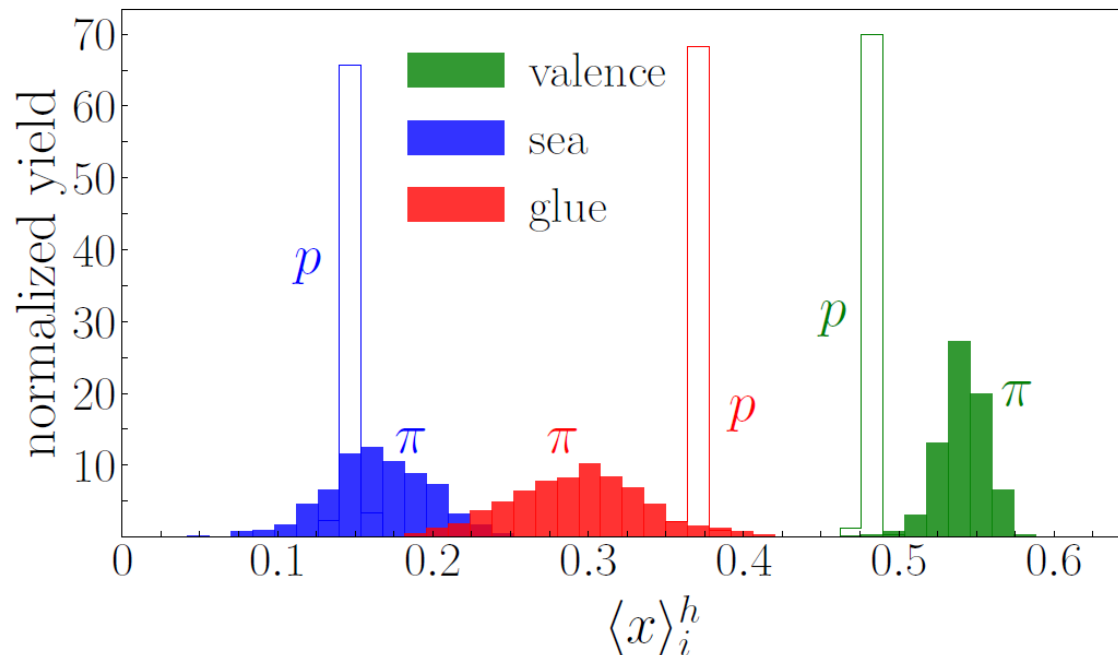 70
60
50
40
30
20
10
normalized yield
valence
sea
glue
p
π
π
p
p
π
0
0.1
0.2
0.3
0.4
0.5
0.6
⟨x⟩ᵢʰ